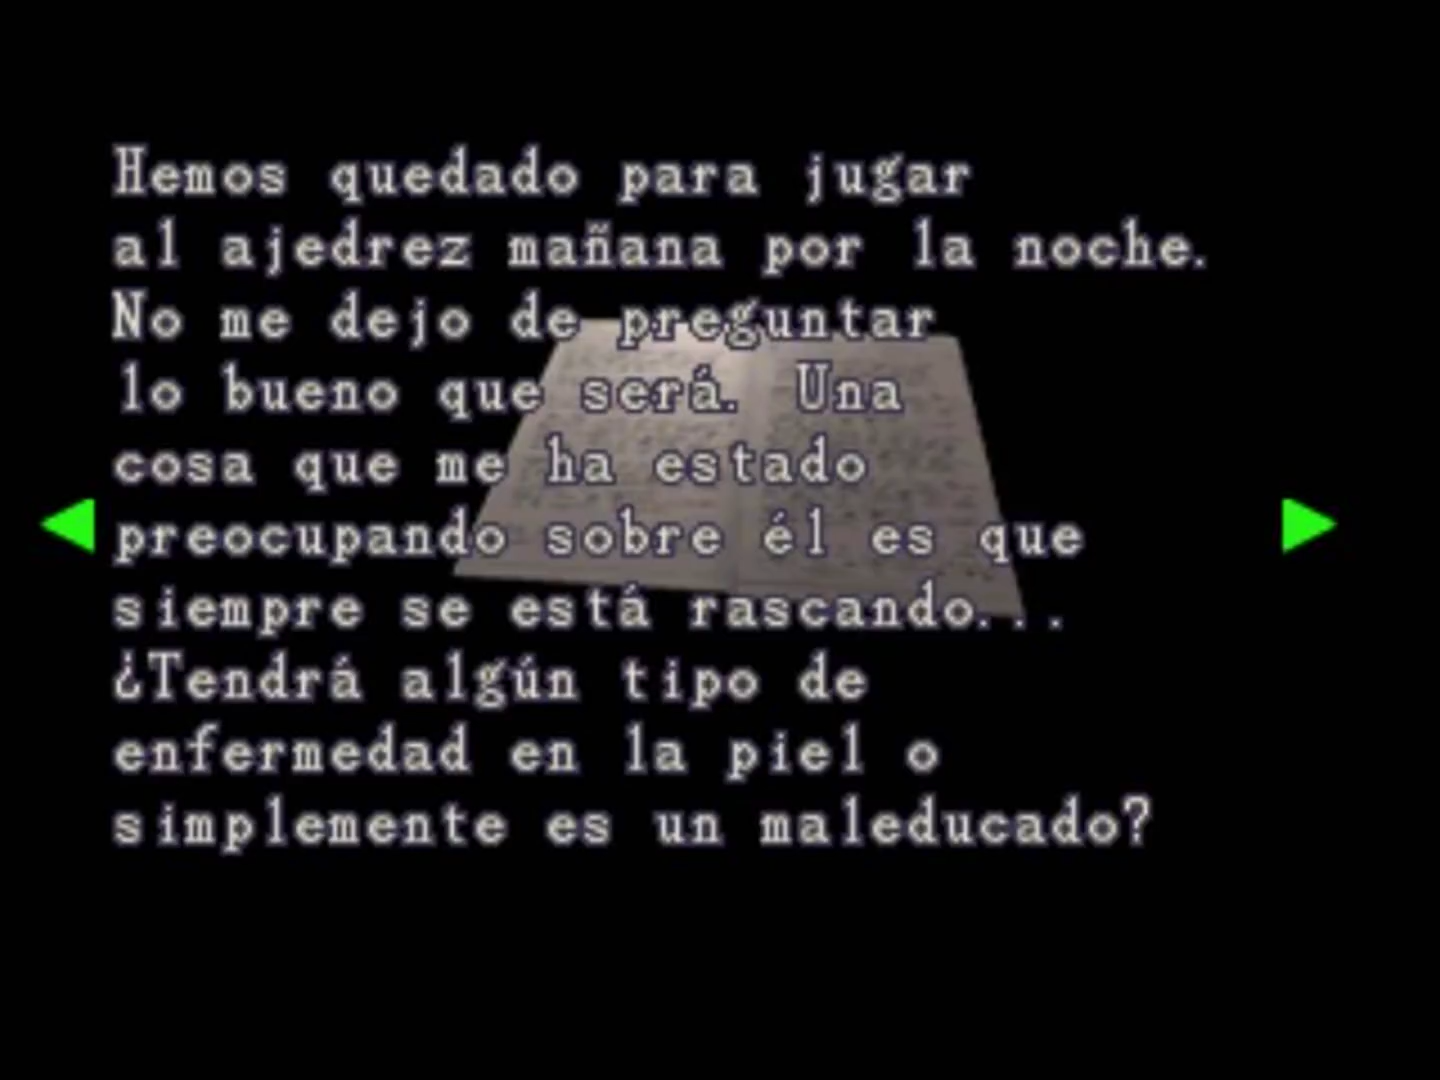 Hemos quedado para jugar
al ajedrez mañana por la noche.
No me dejo de preguntar
lo bueno que será. Una
cosa que me ha estado
preocupando sobre él es que
siempre se está rascando...
¿Tendrá algún tipo de
enfermedad en la piel o
simplemente es un maleducado?